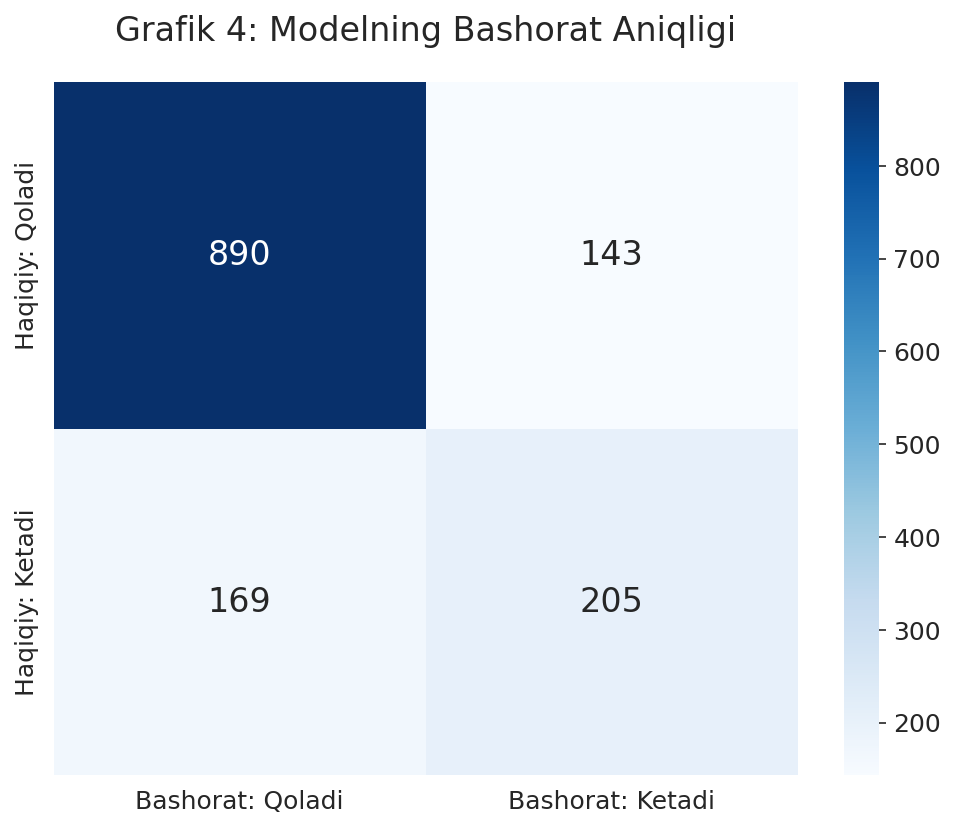 Grafik 4: Modelning Bashorat Aniqligi
Haqiqiy: Qoladi
890
143
Haqiqiy: Ketadi
169
205
Bashorat: Qoladi
Bashorat: Ketadi
800
700
600
500
400
300
200